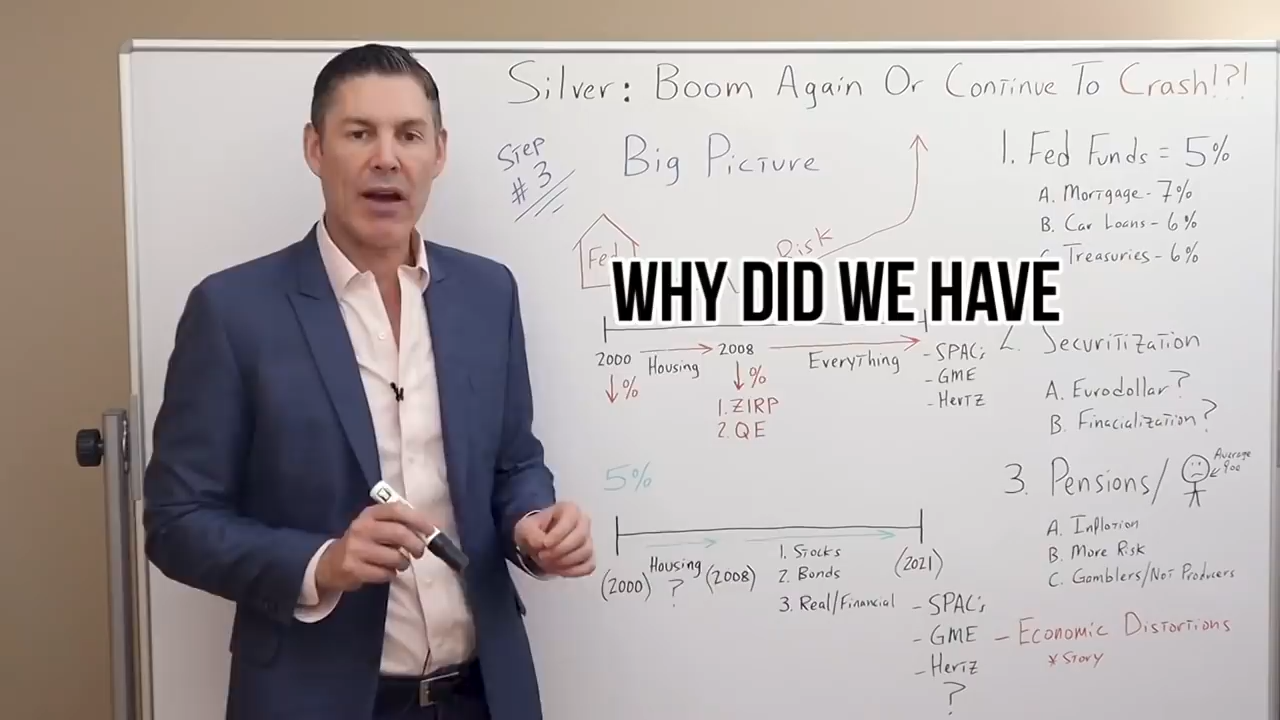 Silver: Boom Again Or Continue To Crash!?!
Step
#3
Big Picture
Fed
Risk
WHY DID WE HAVE
2000
Housing
2008
Everything
↓%
↓%
1. ZIRP
2. QE
- SPAC's
- GME
- Hertz
5%
(2000)
Housing
?
(2008)
1. Stocks
2. Bonds
3. Real/Financial
(2021)
- SPAC's
- GME
- Hertz
?
1. Fed Funds = 5%
A. Mortgage - 7%
B. Car Loans - 6%
Treasuries - 6%
Securitization
A. Eurodollar?
B. Finacialization?
3. Pensions/
Average
Joe
A. Inflation
B. More Risk
C. Gamblers/Not Producers
- Economic Distortions
* Story